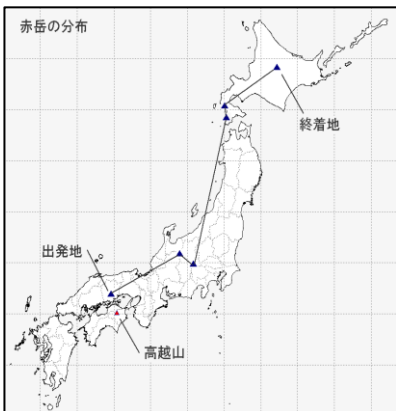 赤岳の分布
終着地
出発地
高越山